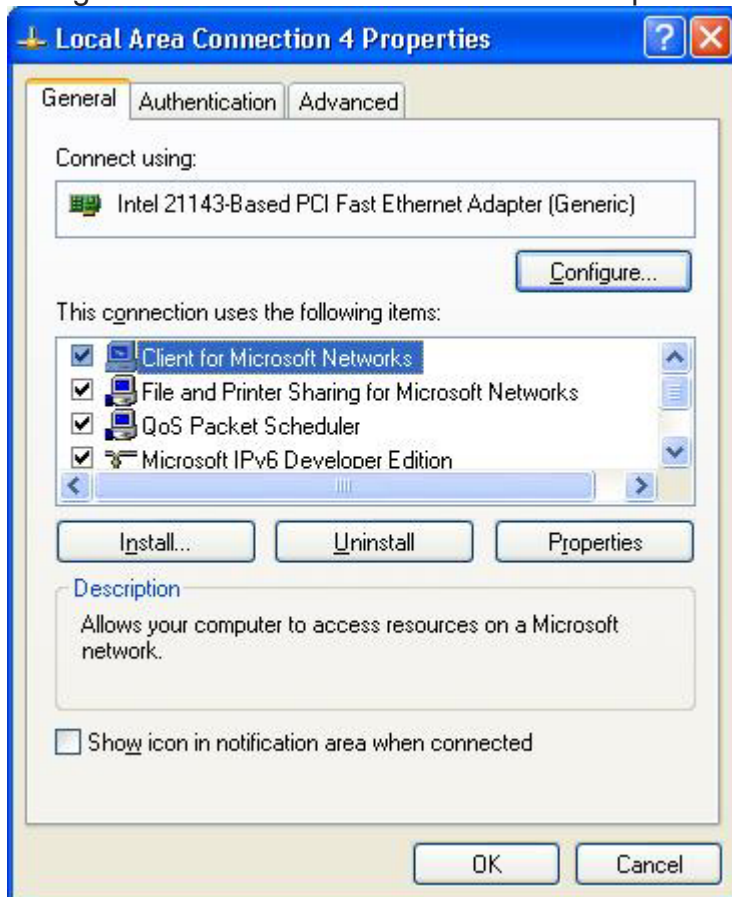 Local Area Connection 4 Properties
General Authentication Advanced
Connect using:
Intel 21143-Based PCI Fast Ethernet Adapter (Generic)
Configure...
This connection uses the following items:
Client for Microsoft Networks
File and Printer Sharing for Microsoft Networks
QoS Packet Scheduler
Microsoft IPv6 Developer Edition
Install... Uninstall Properties
Description
Allows your computer to access resources on a Microsoft
network.
Show icon in notification area when connected
OK Cancel